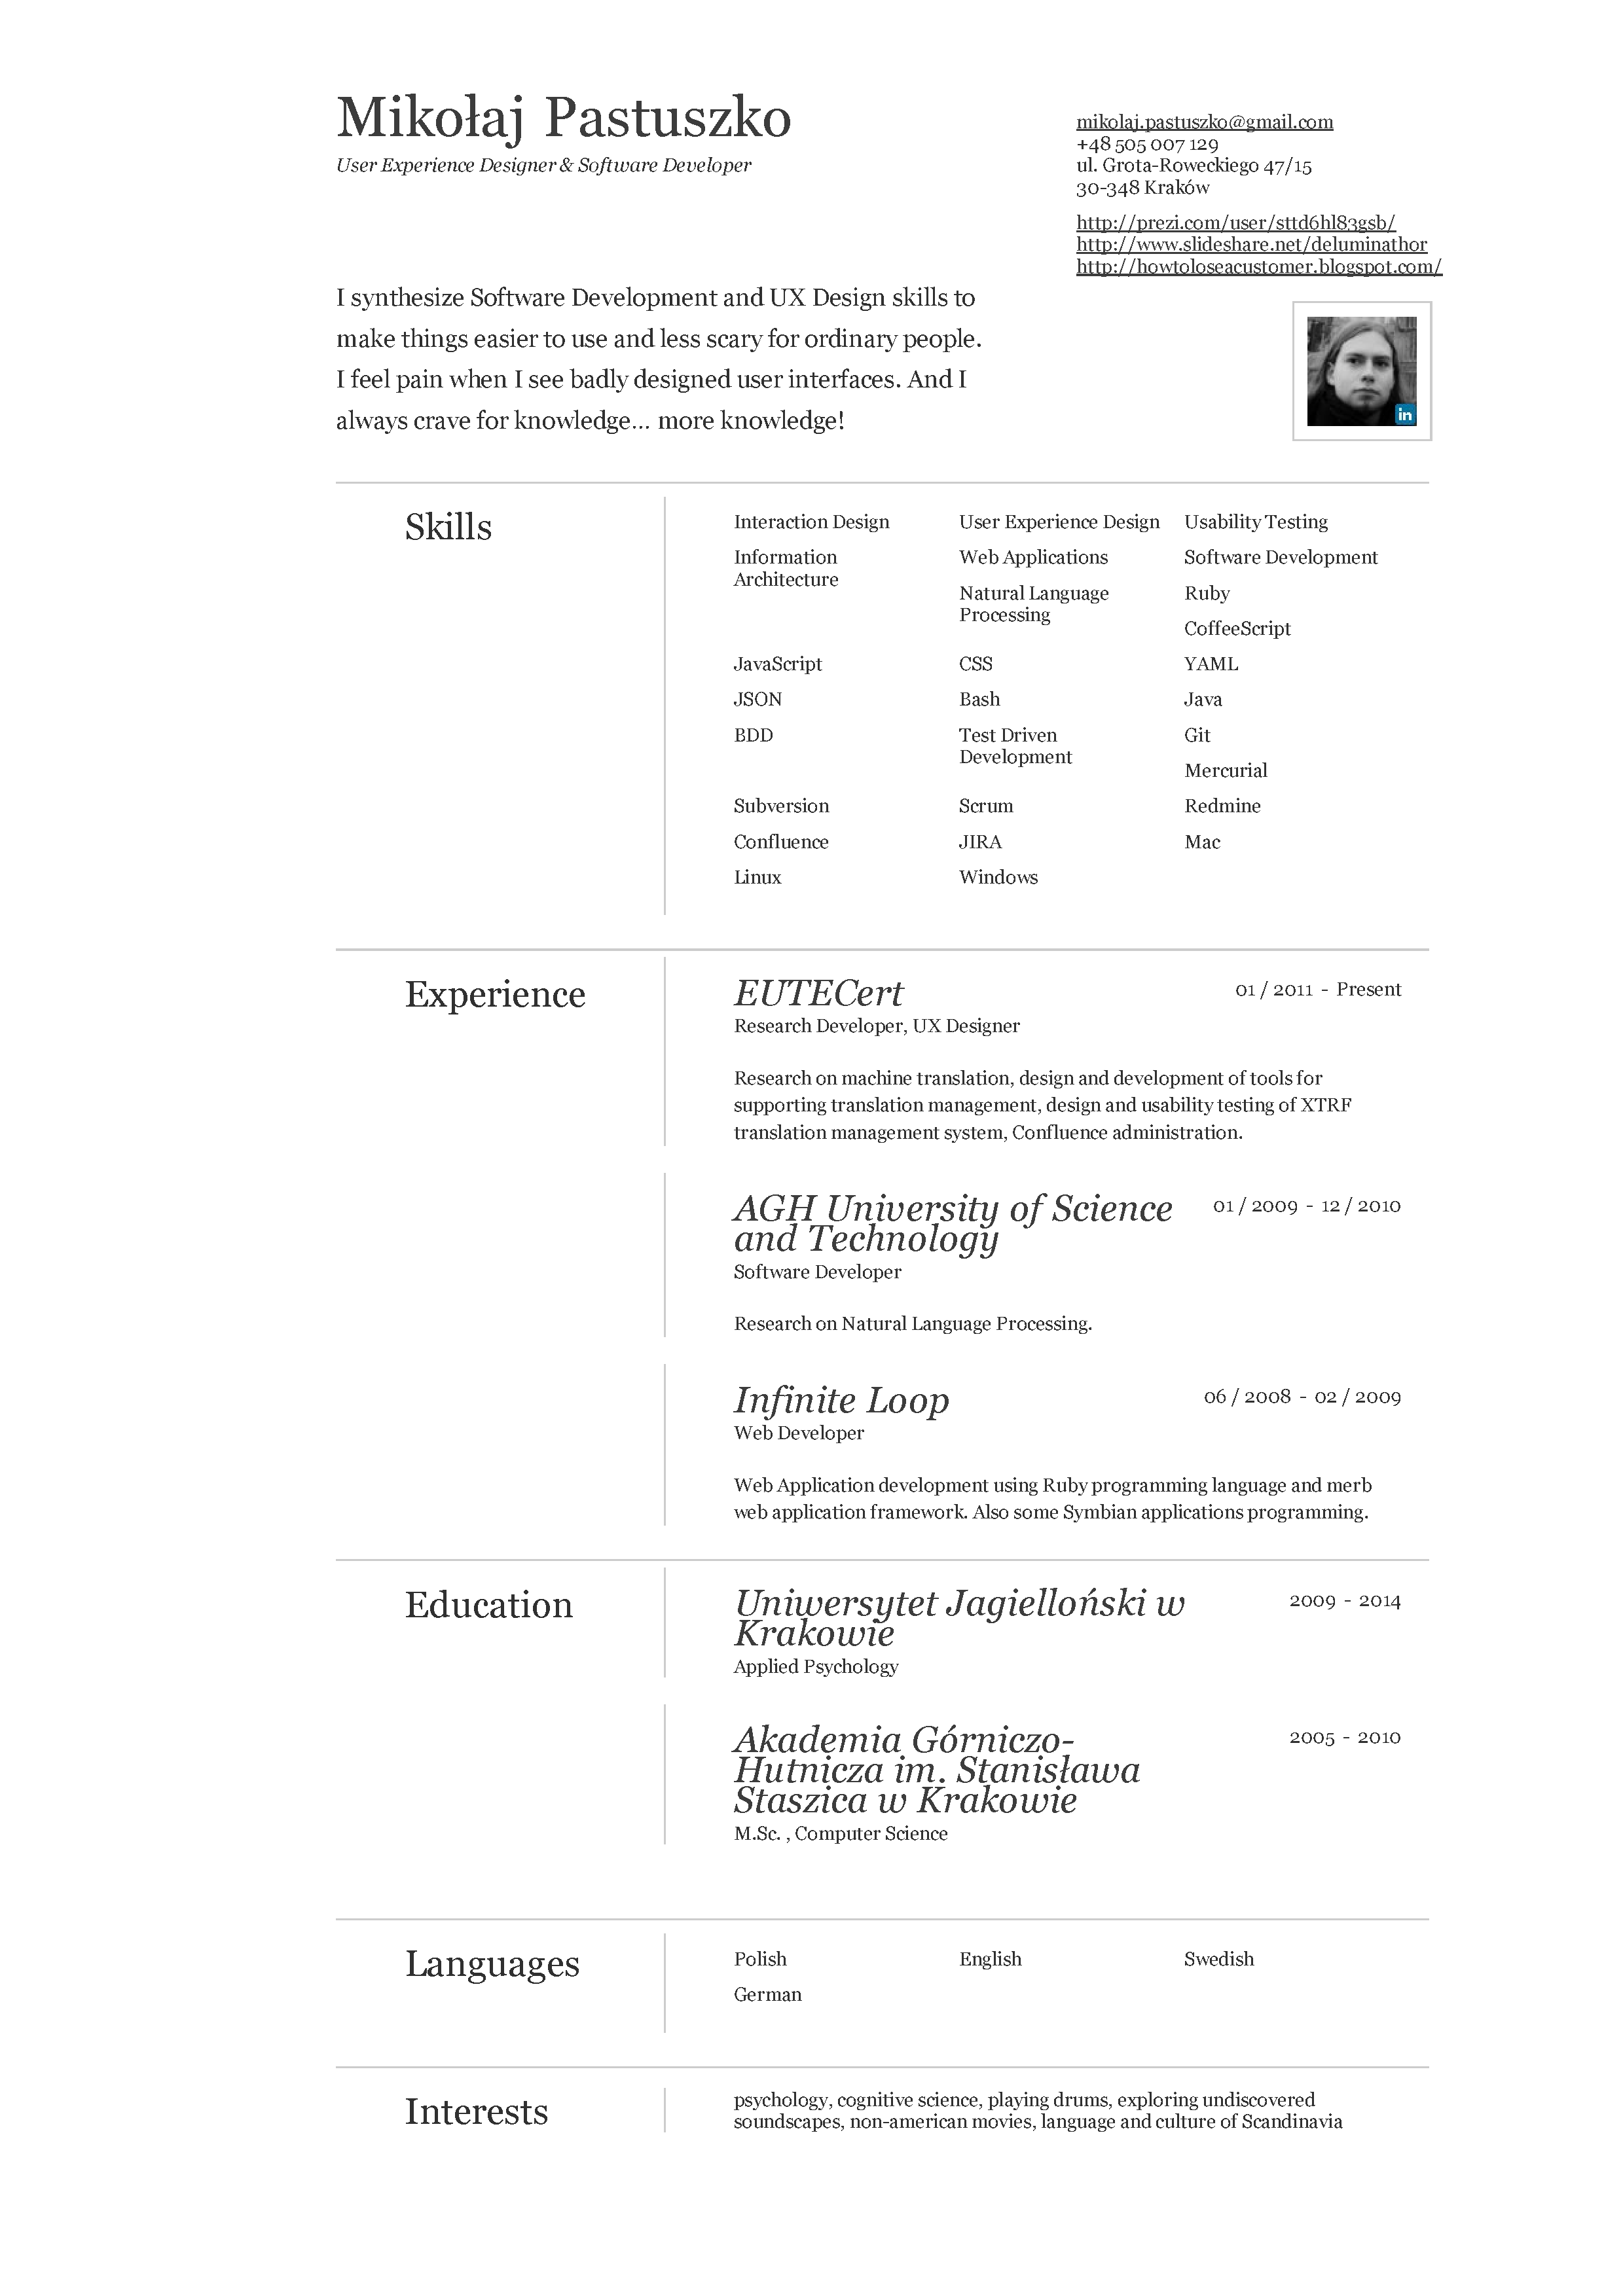 Mikołaj Pastuszko
User Experience Designer & Software Developer
mikolaj.pastuszko@gmail.com
+48 505 007 129
ul. Grota-Roweckiego 47/15
30-348 Kraków
http://prezi.com/user/sttd6hl83gsb/
http://www.slideshare.net/deluminathor
http://howtoloseacustomer.blogspot.com/
I synthesize Software Development and UX Design skills to
make things easier to use and less scary for ordinary people.
I feel pain when I see badly designed user interfaces. And I
always crave for knowledge... more knowledge!
in
Skills
Interaction Design User Experience Design Usability Testing
Information Web Applications Software Development
Architecture
Natural Language Ruby
Processing
CoffeeScript
JavaScript CSS YAML
JSON Bash Java
BDD Test Driven Git
Development
Mercurial
Subversion Scrum Redmine
Confluence JIRA Mac
Linux Windows
Experience
EUTECert 01 / 2011 - Present
Research Developer, UX Designer
Research on machine translation, design and development of tools for
supporting translation management, design and usability testing of XTRF
translation management system, Confluence administration.
AGH University of Science 01 / 2009 - 12 / 2010
and Technology
Software Developer
Research on Natural Language Processing.
Infinite Loop 06 / 2008 - 02 / 2009
Web Developer
Web Application development using Ruby programming language and merb
web application framework. Also some Symbian applications programming.
Education
Uniwersytet Jagielloński w 2009 - 2014
Krakowie
Applied Psychology
Akademia Górniczo- 2005 - 2010
Hutnicza im. Stanisława
Staszica w Krakowie
M.Sc. , Computer Science
Languages
Polish English Swedish
German
Interests
psychology, cognitive science, playing drums, exploring undiscovered
soundscapes, non-american movies, language and culture of Scandinavia